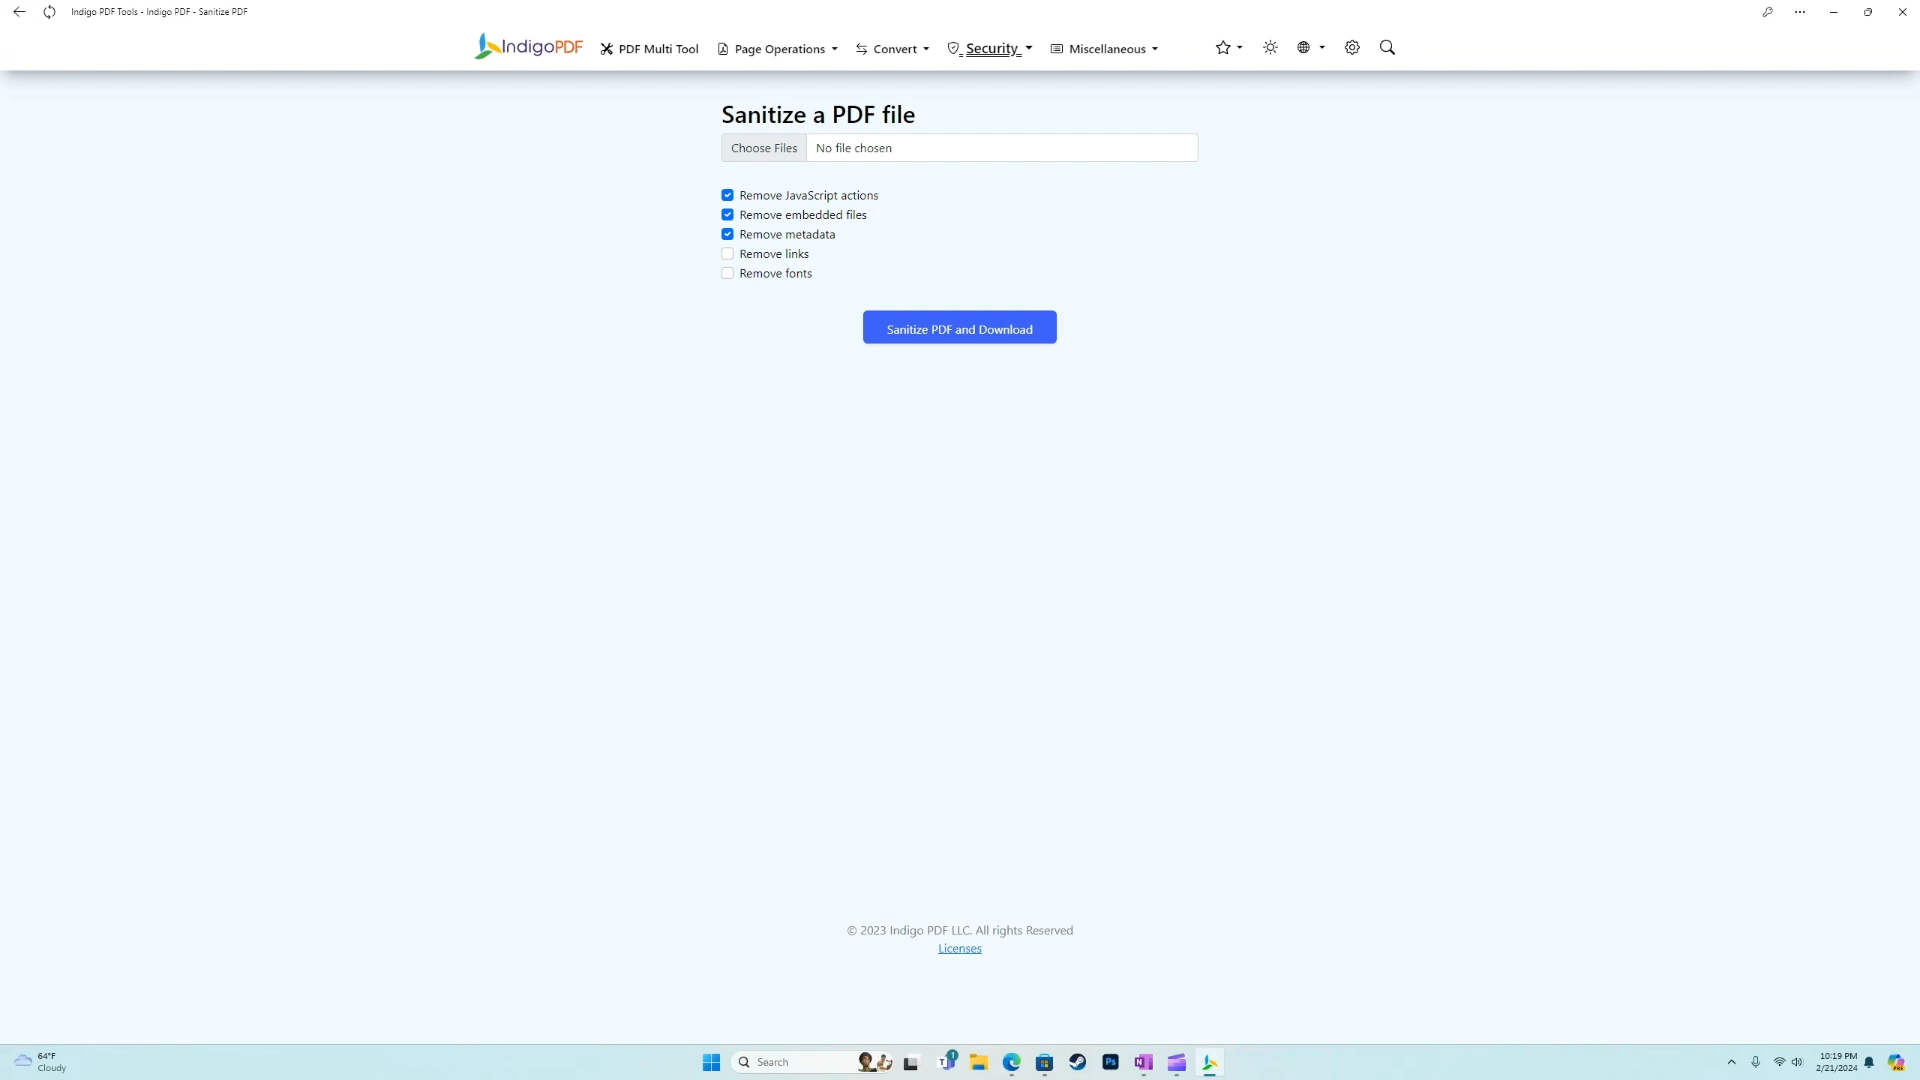 Indigo PDF Tools - Indigo PDF - Sanitize PDF
IndigoPDF PDF Multi Tool Page Operations Convert Security Miscellaneous
Sanitize a PDF file
Choose Files No file chosen
Remove JavaScript actions
Remove embedded files
Remove metadata
Remove links
Remove fonts
Sanitize PDF and Download
© 2023 Indigo PDF LLC. All rights Reserved
Licenses
64°F
Cloudy
Search
T
1
Ps
N
10:19 PM
2/21/2024
PRE